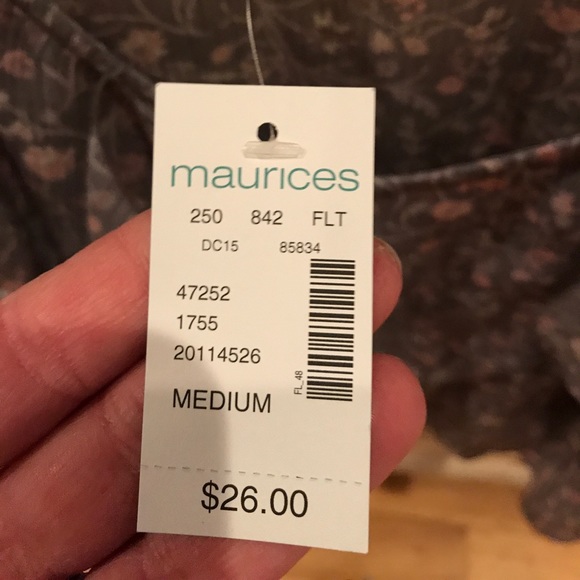 maurices
250 842 FLT
DC15 85834
47252
1755
20114526
FL_48
MEDIUM
$26.00